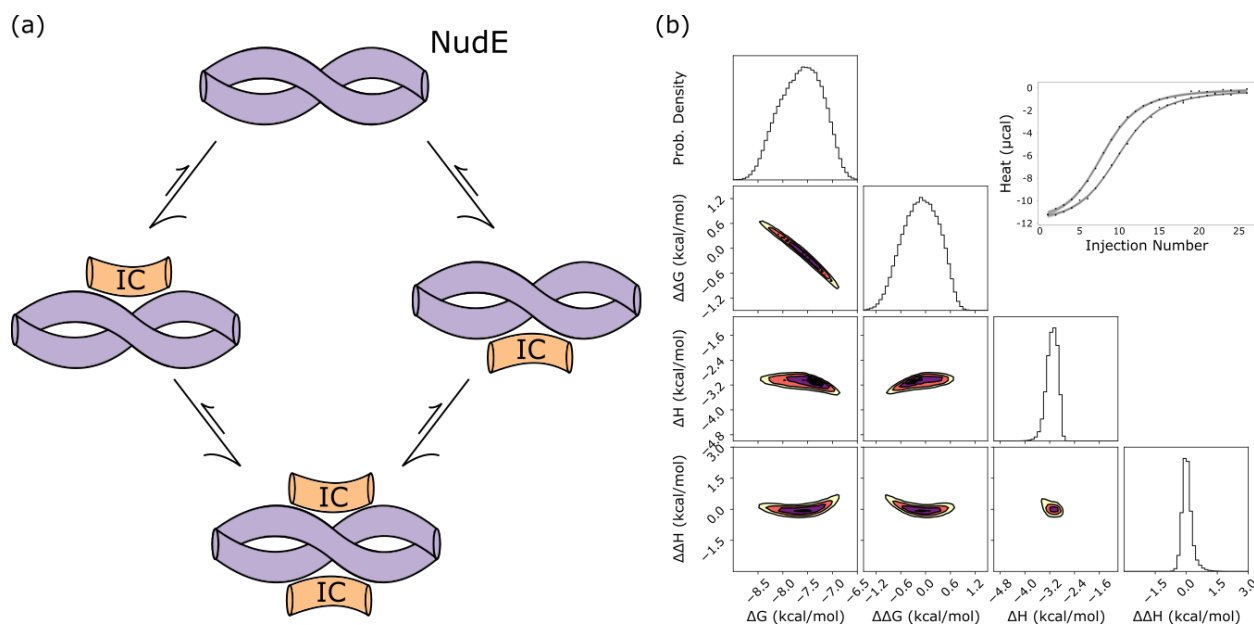 (a)
NudE
IC
IC
IC
IC
(b)
Prob. Density
ΔΔG (kcal/mol)
1.2
0.6
0.0
−0.6
−1.2
ΔH (kcal/mol)
−1.6
−2.4
−3.2
−4.0
−4.8
ΔΔH (kcal/mol)
3.0
1.5
0.0
−1.5
−8.5
−8.0
−7.5
−7.0
−6.5
ΔG (kcal/mol)
−1.2
−0.6
0.0
0.6
1.2
ΔΔG (kcal/mol)
−4.8
−4.0
−3.2
−2.4
−1.6
ΔH (kcal/mol)
−1.5
0.0
1.5
3.0
ΔΔH (kcal/mol)
Heat (μcal)
0
−2
−4
−6
−8
−10
−12
0
5
10
15
20
25
Injection Number